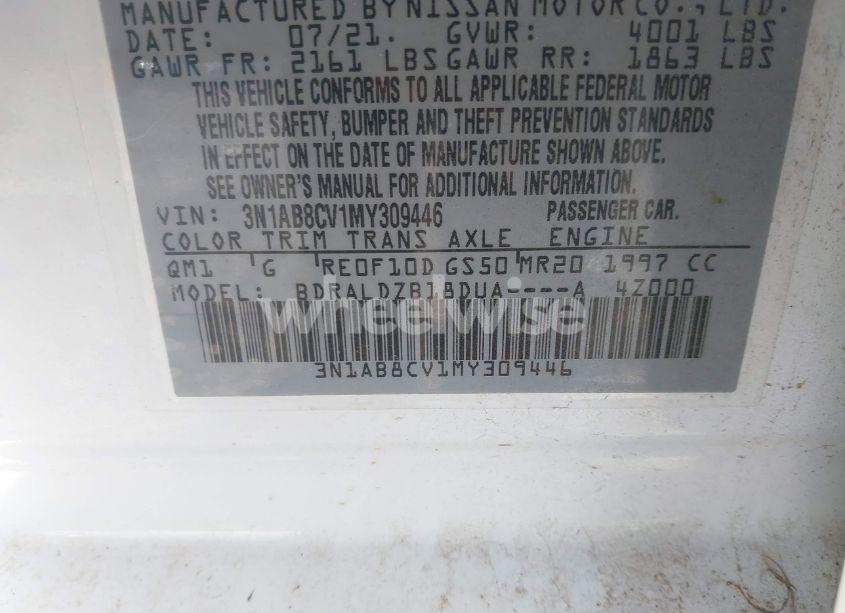 MANUFACTURED BY NISSAN MOTOR CO., LTD.
DATE: 07/21. GVWR: 4001 LBS
GAWR FR: 2161 LBS GAWR RR: 1863 LBS
THIS VEHICLE CONFORMS TO ALL APPLICABLE FEDERAL MOTOR
VEHICLE SAFETY, BUMPER AND THEFT PREVENTION STANDARDS
IN EFFECT ON THE DATE OF MANUFACTURE SHOWN ABOVE.
SEE OWNER'S MANUAL FOR ADDITIONAL INFORMATION.
VIN: 3N1AB8CV1MY309446 PASSENGER CAR.
COLOR TRIM TRANS AXLE ENGINE
QM1 G RE0F10D GS50 MR20 1997 CC
MODEL: BDRALDZB18DUA----A 4Z000
wheelwise
3N1AB8CV1MY309446